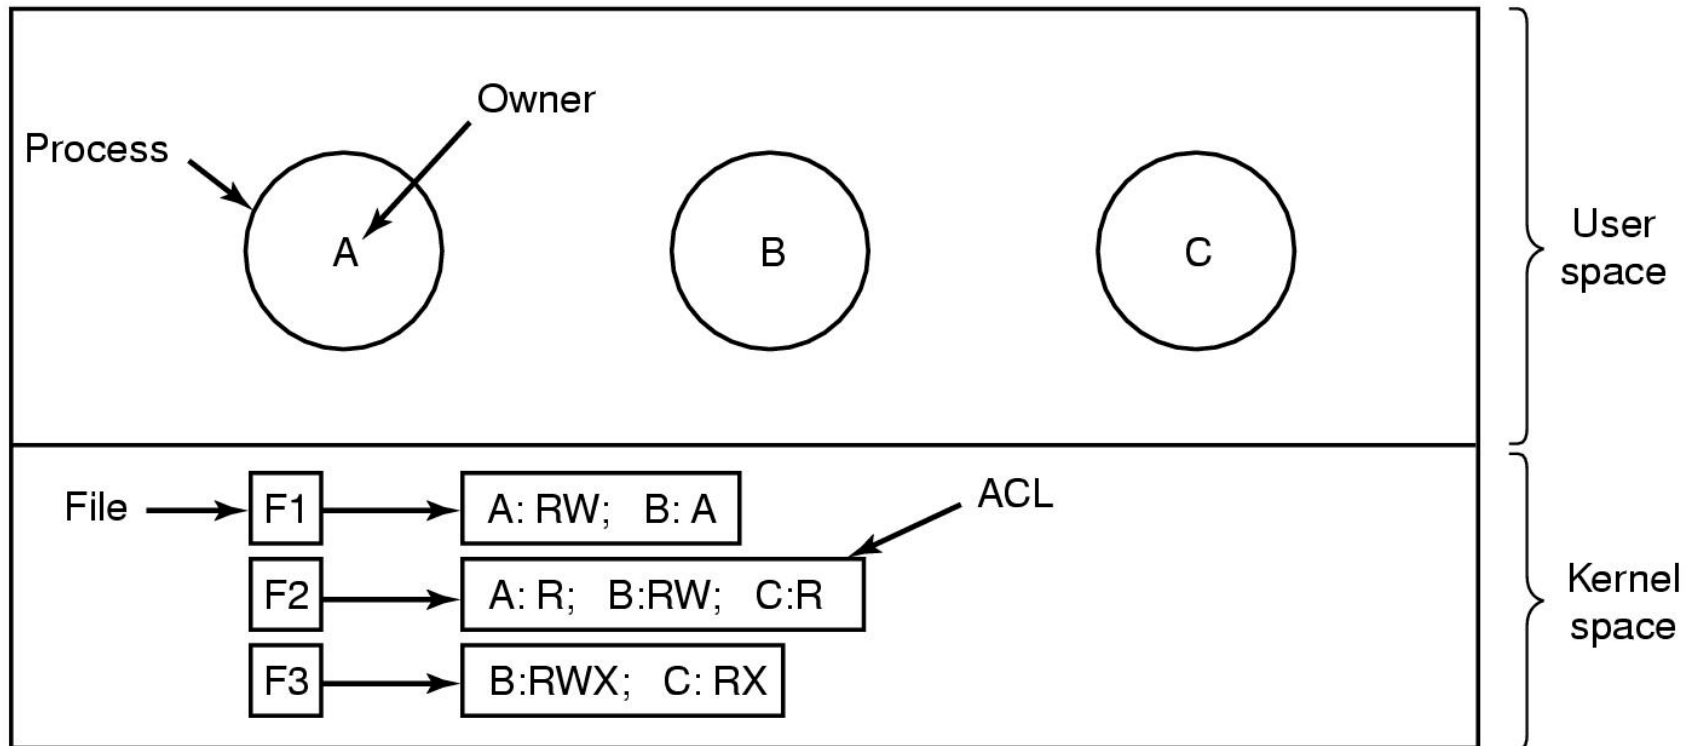 Owner
Process
A
B
C
User
space
File
F1
A: RW; B: A
ACL
F2
A: R; B:RW; C:R
Kernel
space
F3
B:RWX; C: RX